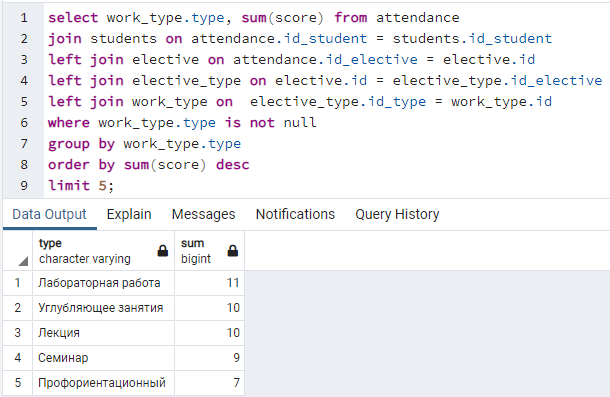 1 select work_type.type, sum(score) from attendance
2 join students on attendance.id_student = students.id_student
3 left join elective on attendance.id_elective = elective.id
4 left join elective_type on elective.id = elective_type.id_elective
5 left join work_type on  elective_type.id_type = work_type.id
6 where work_type.type is not null
7 group by work_type.type
8 order by sum(score) desc
9 limit 5;
Data Output Explain Messages Notifications Query History
type sum
character varying bigint
1 Лабораторная работа 11
2 Углубляющее занятия 10
3 Лекция 10
4 Семинар 9
5 Профориентационный 7